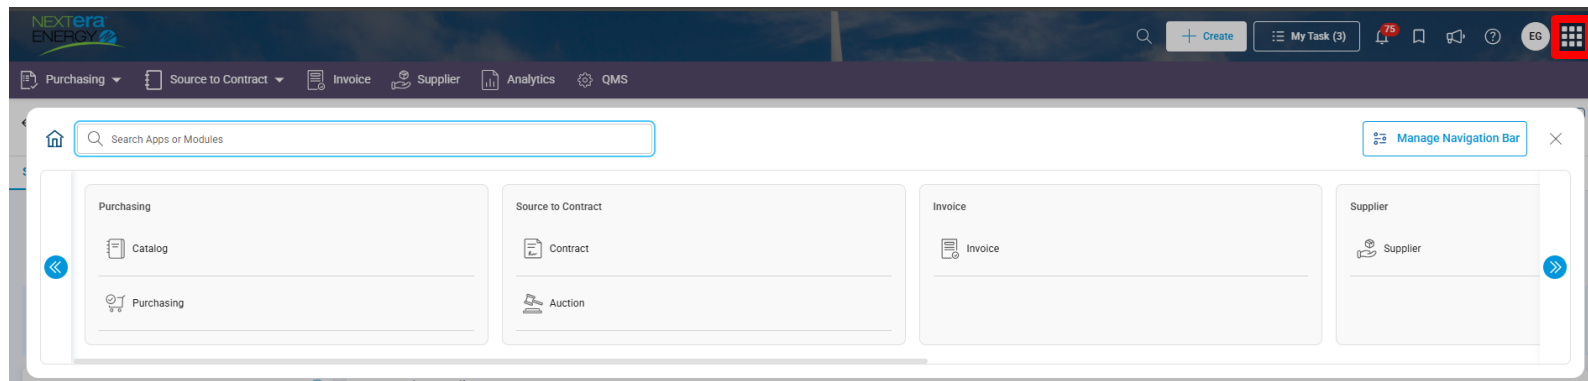 NEXTera
ENERGY
+ Create
My Task (3)
75
?
EG
Purchasing
Source to Contract
Invoice
Supplier
Analytics
QMS
Search Apps or Modules
Manage Navigation Bar
Purchasing
Source to Contract
Invoice
Supplier
Catalog
Contract
Invoice
Supplier
Purchasing
Auction